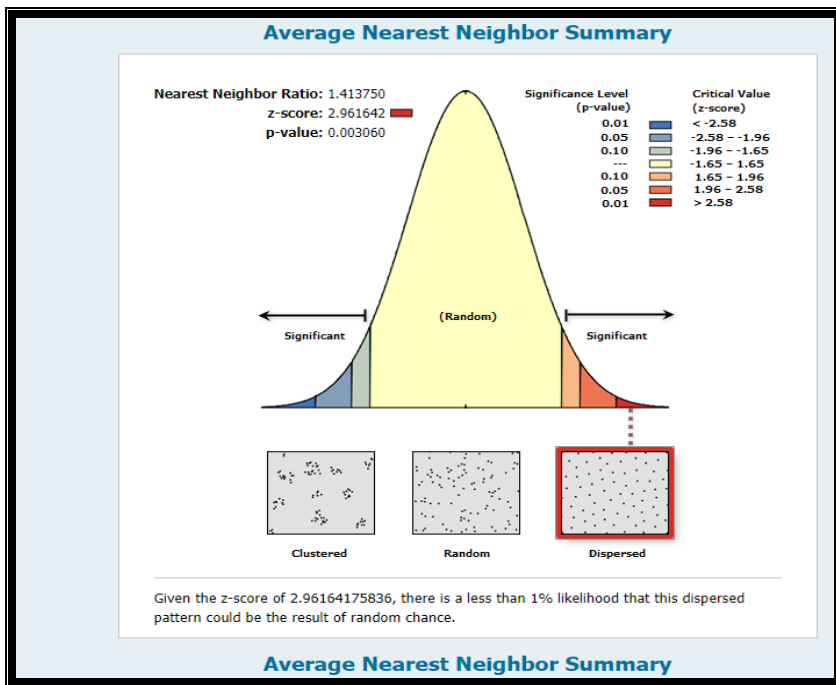 Average Nearest Neighbor Summary
Nearest Neighbor Ratio: 1.413750
z-score: 2.961642
p-value: 0.003060
Significance Level
(p-value)
Critical Value
(z-score)
0.01 < -2.58
0.05 -2.58 – -1.96
0.10 -1.96 – -1.65
--- -1.65 – 1.65
0.10 1.65 – 1.96
0.05 1.96 – 2.58
0.01 > 2.58
(Random)
Significant
Significant
Clustered
Random
Dispersed
Given the z-score of 2.96164175836, there is a less than 1% likelihood that this dispersed
pattern could be the result of random chance.
Average Nearest Neighbor Summary